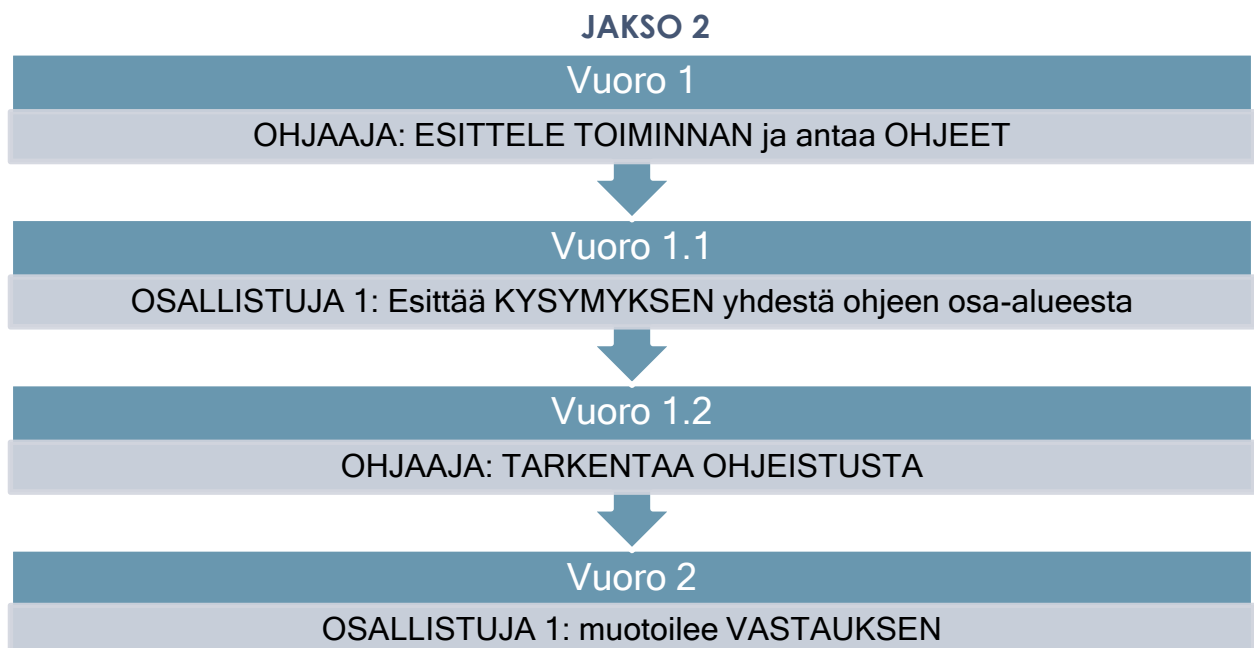 JAKSO 2
Vuoro 1
OHJAAJA: ESITTELE TOIMINNAN ja antaa OHJEET
Vuoro 1.1
OSALLISTUJA 1: Esittää KYSYMYKSEN yhdestä ohjeen osa-alueesta
Vuoro 1.2
OHJAAJA: TARKENTAA OHJEISTUSTA
Vuoro 2
OSALLISTUJA 1: muotoilee VASTAUKSEN